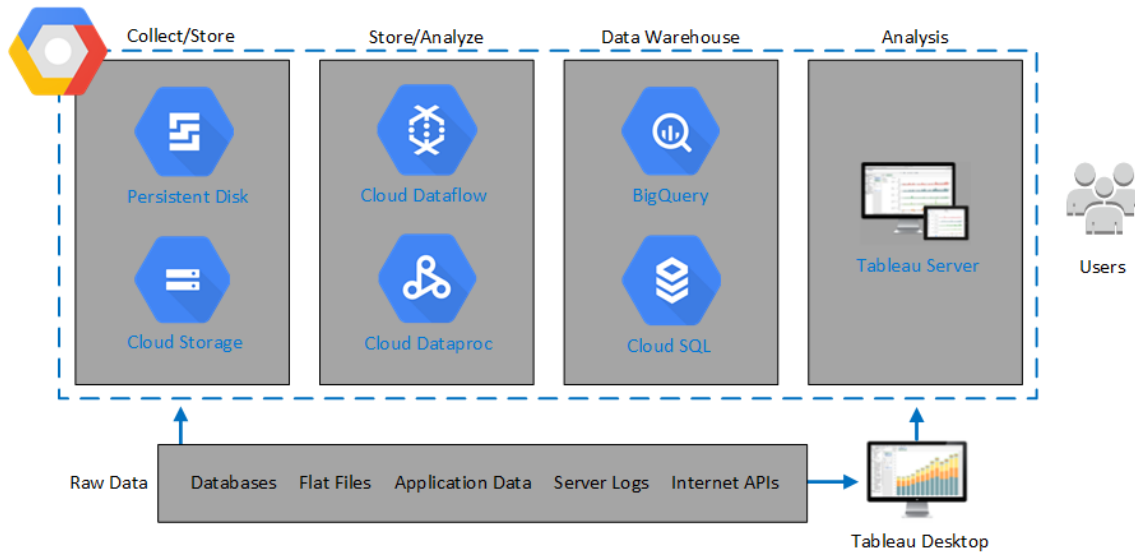 Collect/Store
Store/Analyze
Data Warehouse
Analysis
Persistent Disk
Cloud Dataflow
BigQuery
Cloud Storage
Cloud Dataproc
Cloud SQL
Tableau Server
Users
Raw Data
Databases
Flat Files
Application Data
Server Logs
Internet APIs
Tableau Desktop